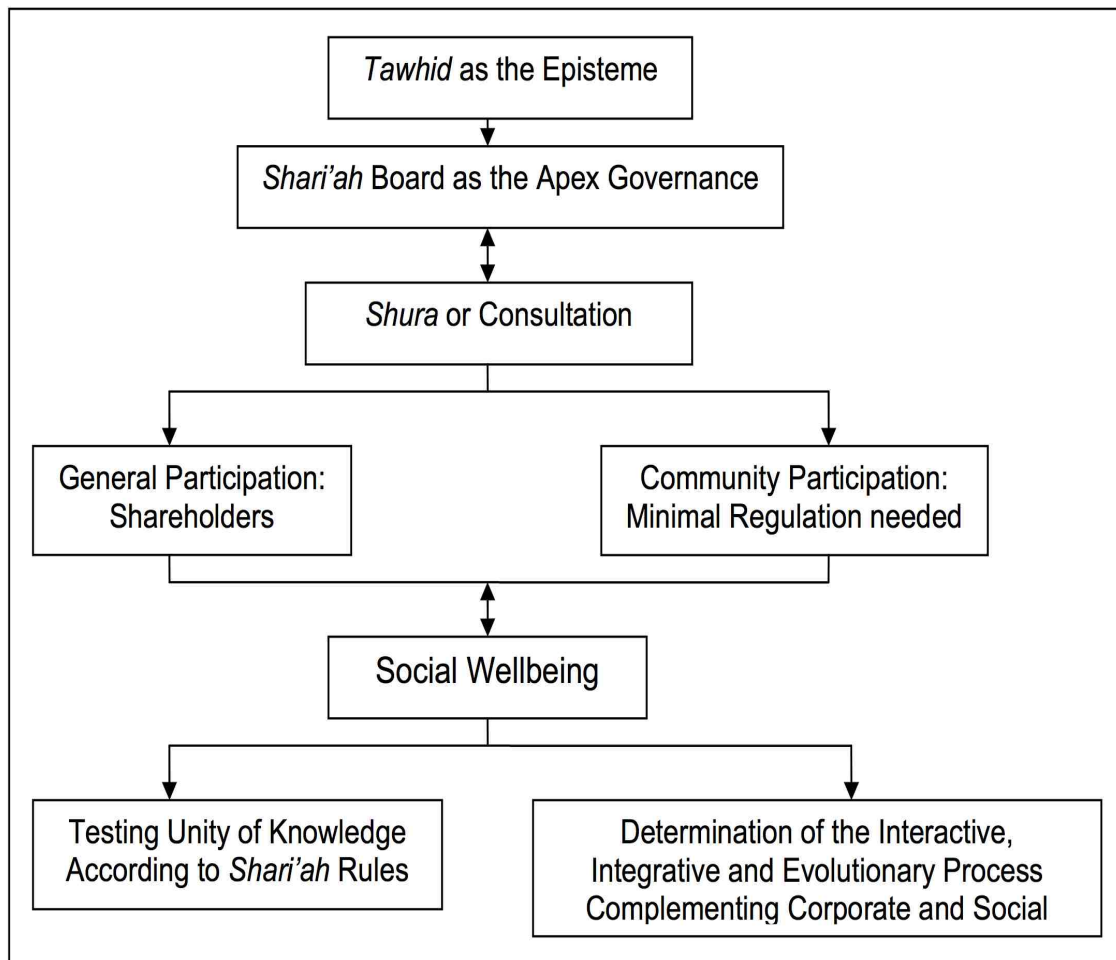 Tawhid as the Episteme
Shari’ah Board as the Apex Governance
Shura or Consultation
General Participation:
Shareholders
Community Participation:
Minimal Regulation needed
Social Wellbeing
Testing Unity of Knowledge
According to Shari’ah Rules
Determination of the Interactive,
Integrative and Evolutionary Process
Complementing Corporate and Social